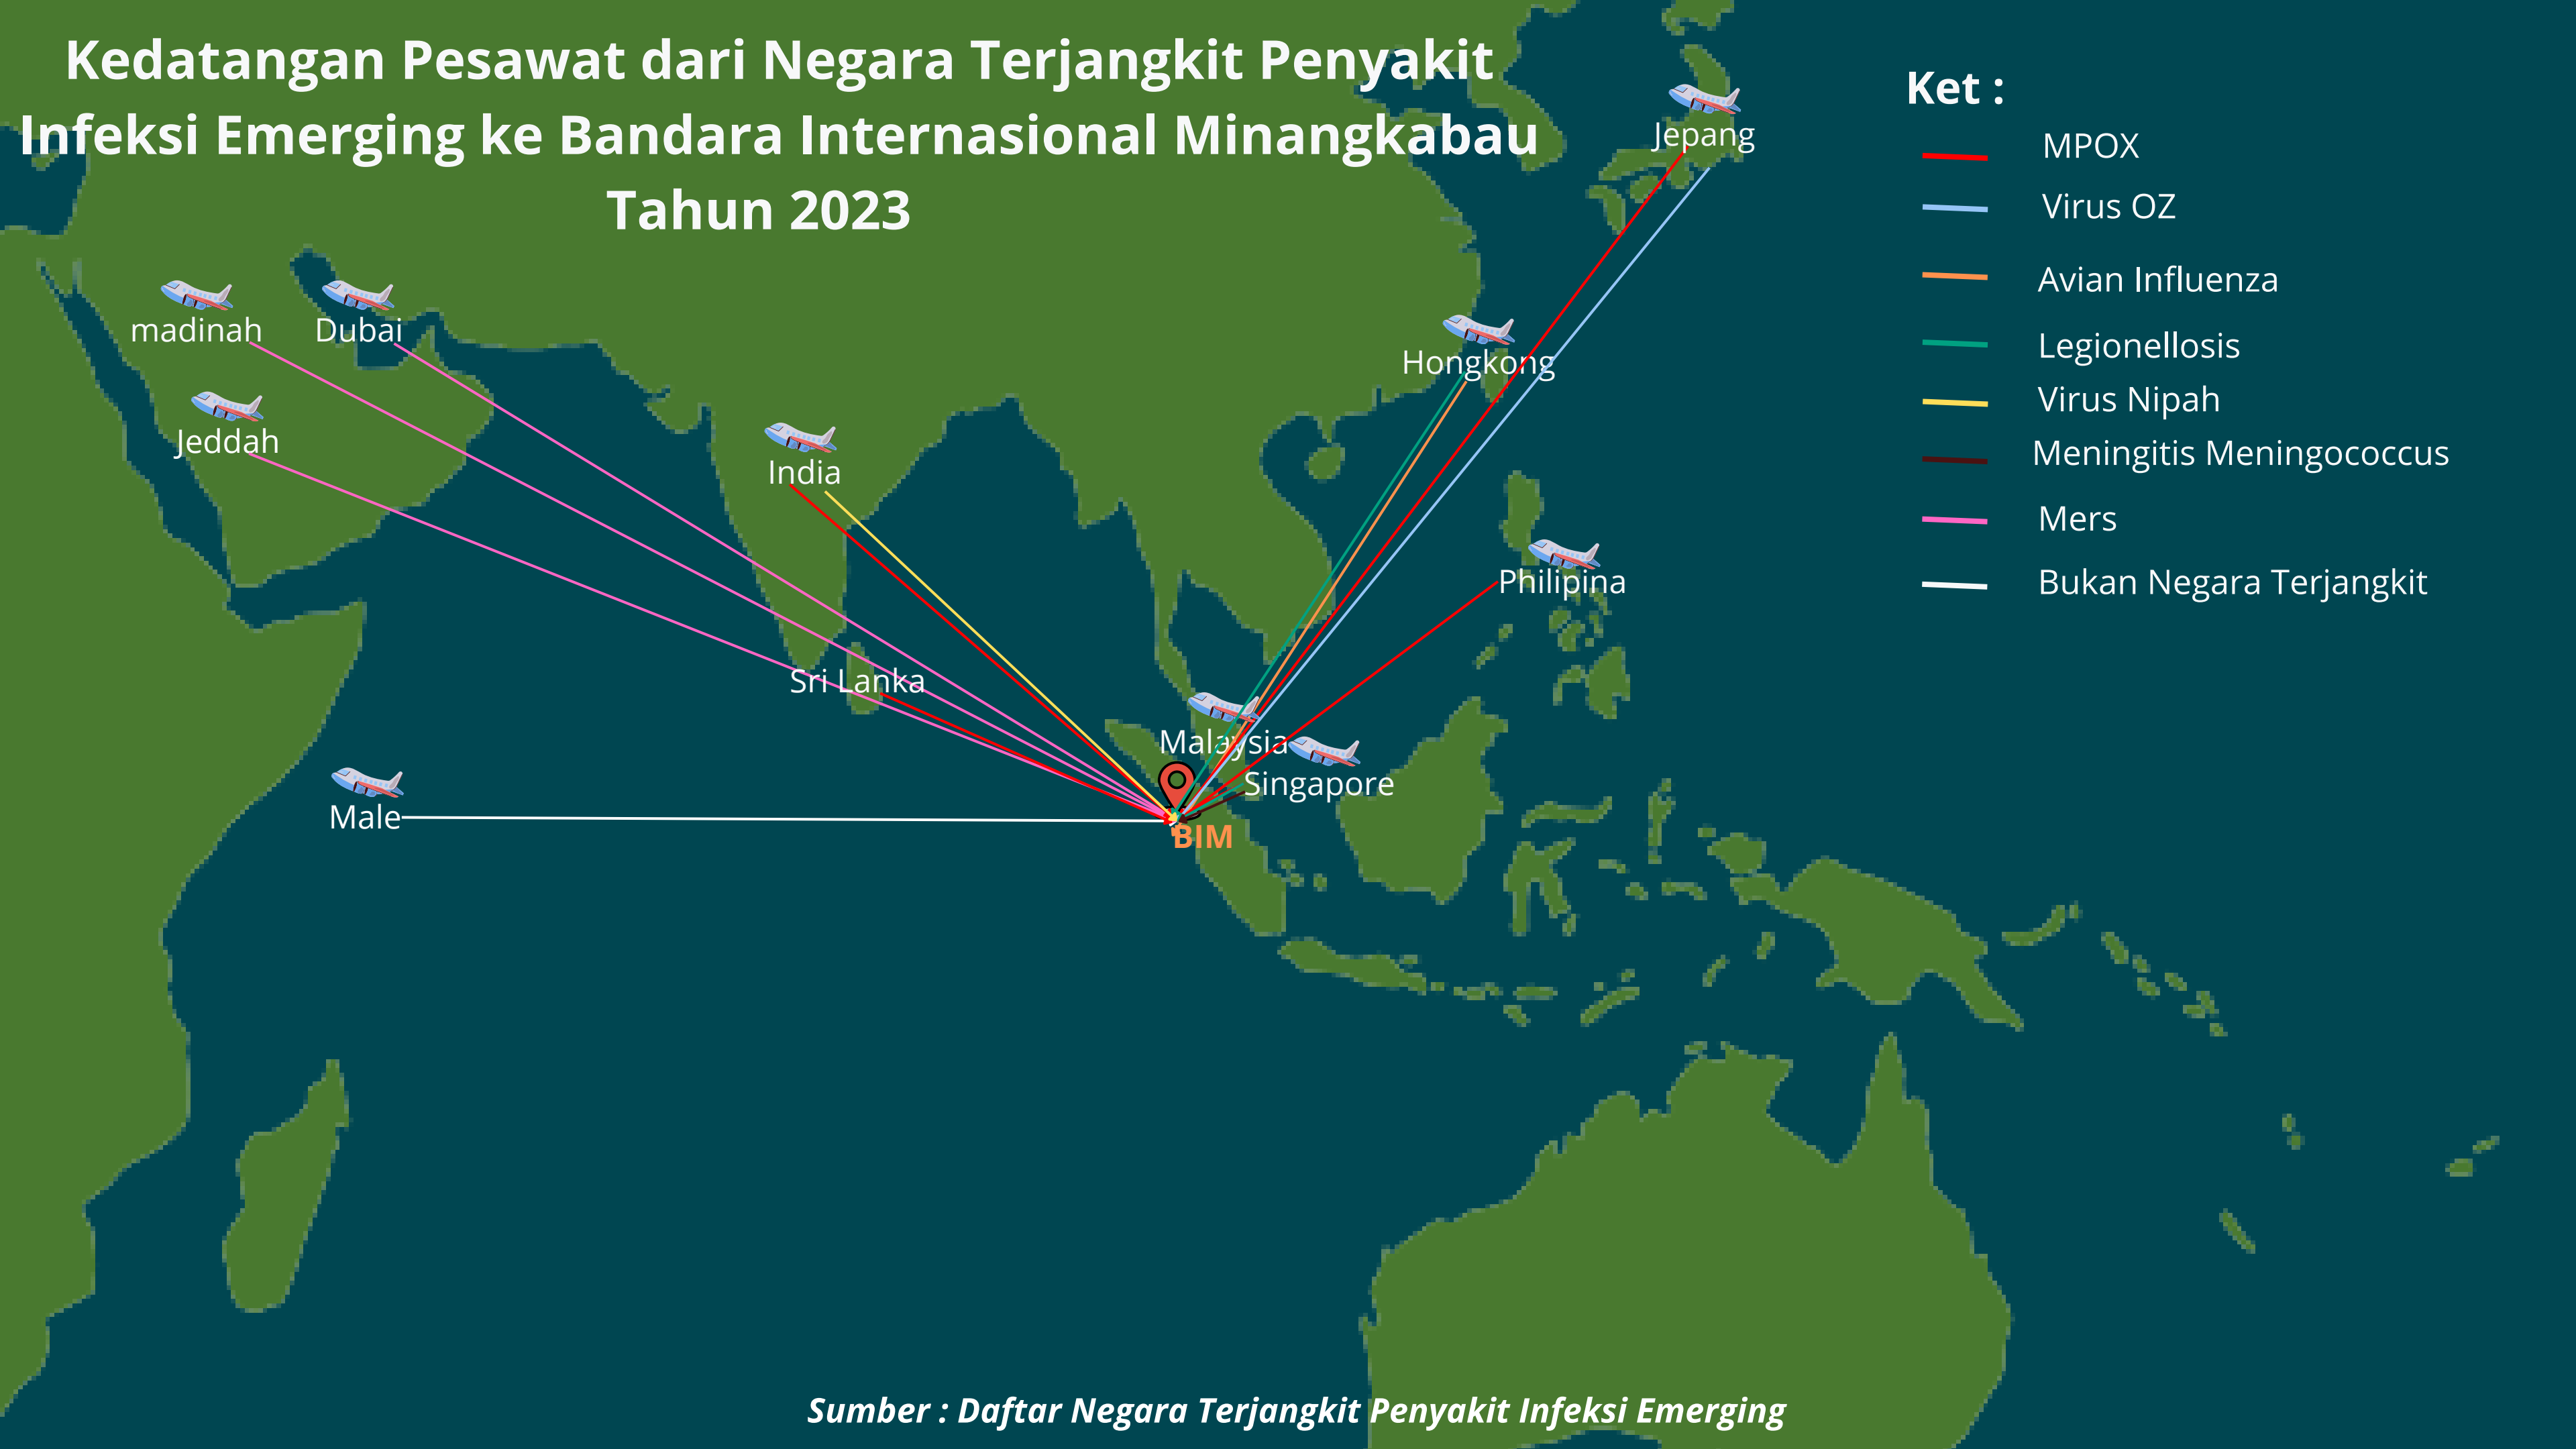 Kedatangan Pesawat dari Negara Terjangkit Penyakit
Infeksi Emerging ke Bandara Internasional Minangkabau
Tahun 2023
Ket :
MPOX
Virus OZ
Avian Influenza
Legionellosis
Virus Nipah
Meningitis Meningococcus
Mers
Bukan Negara Terjangkit
Jepang
madinah
Dubai
Hongkong
Jeddah
India
Philipina
Sri Lanka
Malaysia
Singapore
Male
BIM
Sumber : Daftar Negara Terjangkit Penyakit Infeksi Emerging